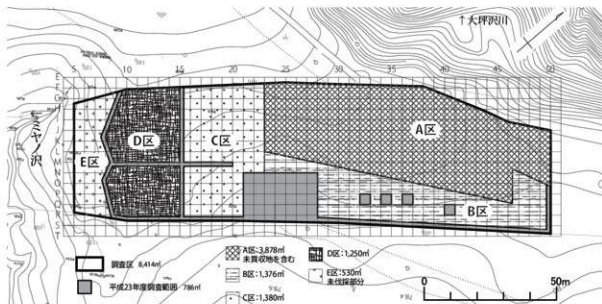 ↑大坪沢川
5 10 15 20 25 30 35 40 45 50
ミヤノ沢
A区
D区
C区
E区
B区
A区:3,878㎡
未買収地を含む
D区:1,250㎡
調査区 8,414㎡
B区:1,376㎡
E区:530㎡
未伐採部分
平成23年度調査範囲 786㎡
C区:1,380㎡
0 50m